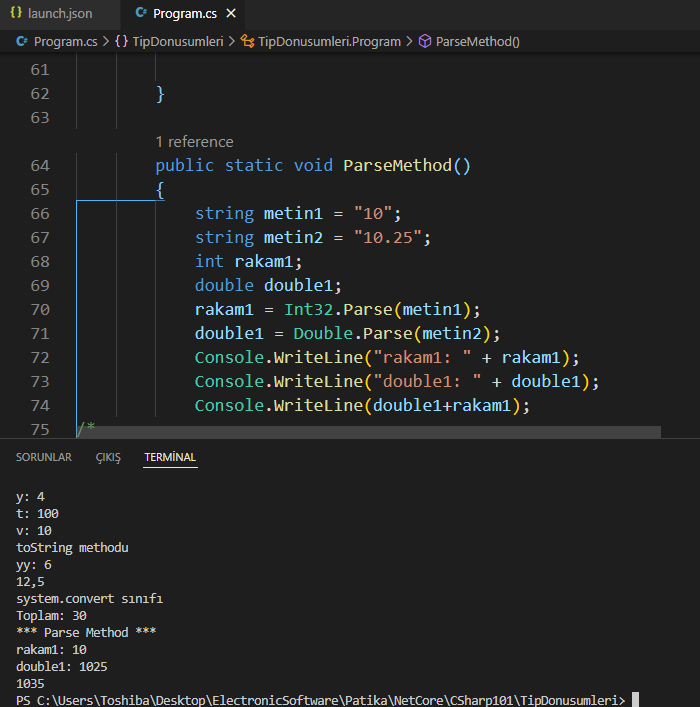 launch.json Program.cs
Program.cs > {} TipDonusumleri > TipDonusumleri.Program > ParseMethod()
61
62 }
63
1 reference
64 public static void ParseMethod()
65 {
66 string metin1 = "10";
67 string metin2 = "10.25";
68 int rakam1;
69 double double1;
70 rakam1 = Int32.Parse(metin1);
71 double1 = Double.Parse(metin2);
72 Console.WriteLine("rakam1: " + rakam1);
73 Console.WriteLine("double1: " + double1);
74 Console.WriteLine(double1+rakam1);
75 /*
SORUNLAR ÇIKIŞ TERMİNAL
y: 4
t: 100
v: 10
toString methodu
yy: 6
12,5
system.convert sınıfı
Toplam: 30
*** Parse Method ***
rakam1: 10
double1: 1025
1035
PS C:\Users\Toshiba\Desktop\ElectronicSoftware\Patika\NetCore\CSharp101\TipDonusumleri>